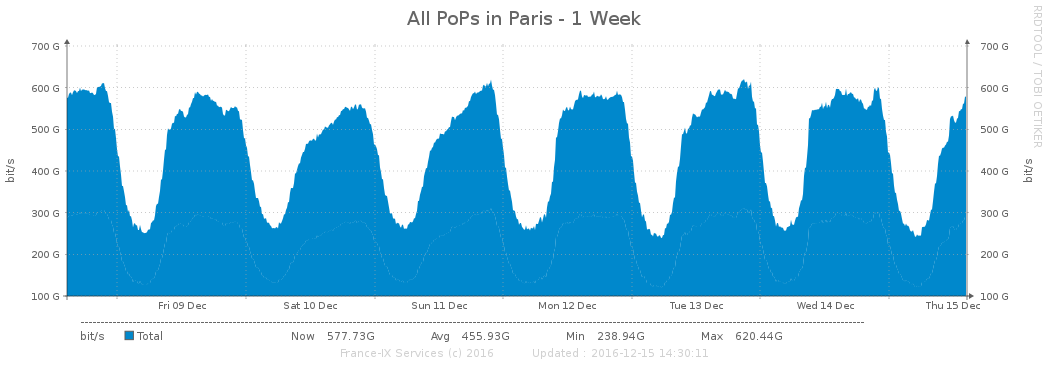 All PoPs in Paris - 1 Week
RRDTOOL / TOBI OETIKER
700 G 700 G
600 G 600 G
500 G 500 G
400 G 400 G
300 G 300 G
200 G 200 G
100 G 100 G
bit/s bit/s
Fri 09 Dec Sat 10 Dec Sun 11 Dec Mon 12 Dec Tue 13 Dec Wed 14 Dec Thu 15 Dec
bit/s Total Now 577.73G Avg 455.93G Min 238.94G Max 620.44G
France-IX Services (c) 2016 Updated : 2016-12-15 14:30:11